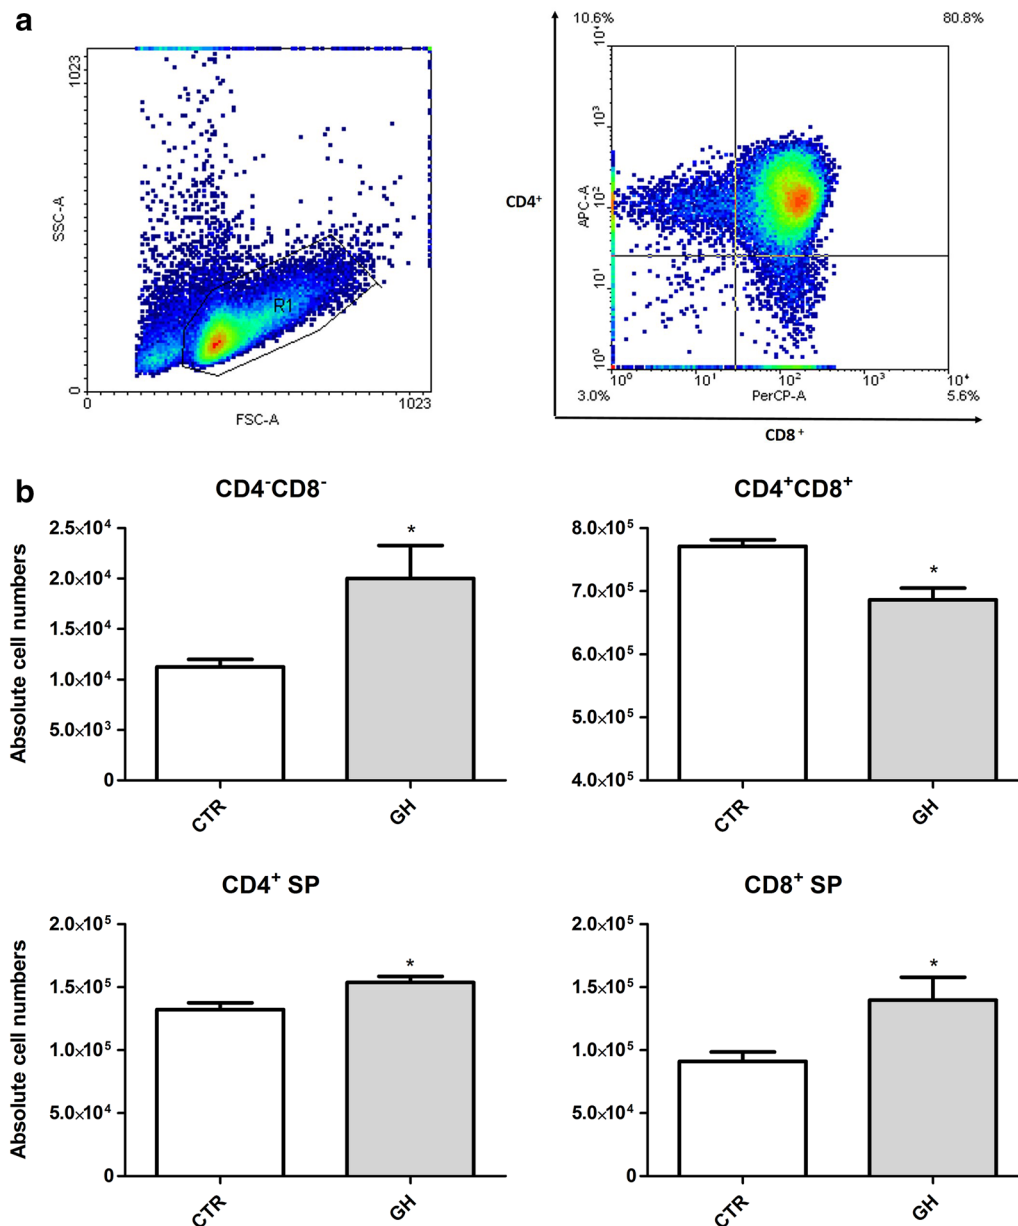 a
10.6% 80.8%
1023
SSC-A
0
R1
0 1023
FSC-A
CD4⁺
APC-A
10⁴
10³
10²
10¹
10⁰
10⁰ 10¹ 10² 10³ 10⁴
3.0% PerCP-A 5.6%
CD8⁺
b
CD4⁻CD8⁻
Absolute cell numbers
2.5×10⁴
2.0×10⁴
1.5×10⁴
1.0×10⁴
5.0×10³
0
*
CTR GH
CD4⁺CD8⁺
8.0×10⁵
7.0×10⁵
6.0×10⁵
5.0×10⁵
4.0×10⁵
*
CTR GH
CD4⁺ SP
Absolute cell numbers
2.0×10⁵
1.5×10⁵
1.0×10⁵
5.0×10⁴
0
*
CTR GH
CD8⁺ SP
2.0×10⁵
1.5×10⁵
1.0×10⁵
5.0×10⁴
0
*
CTR GH